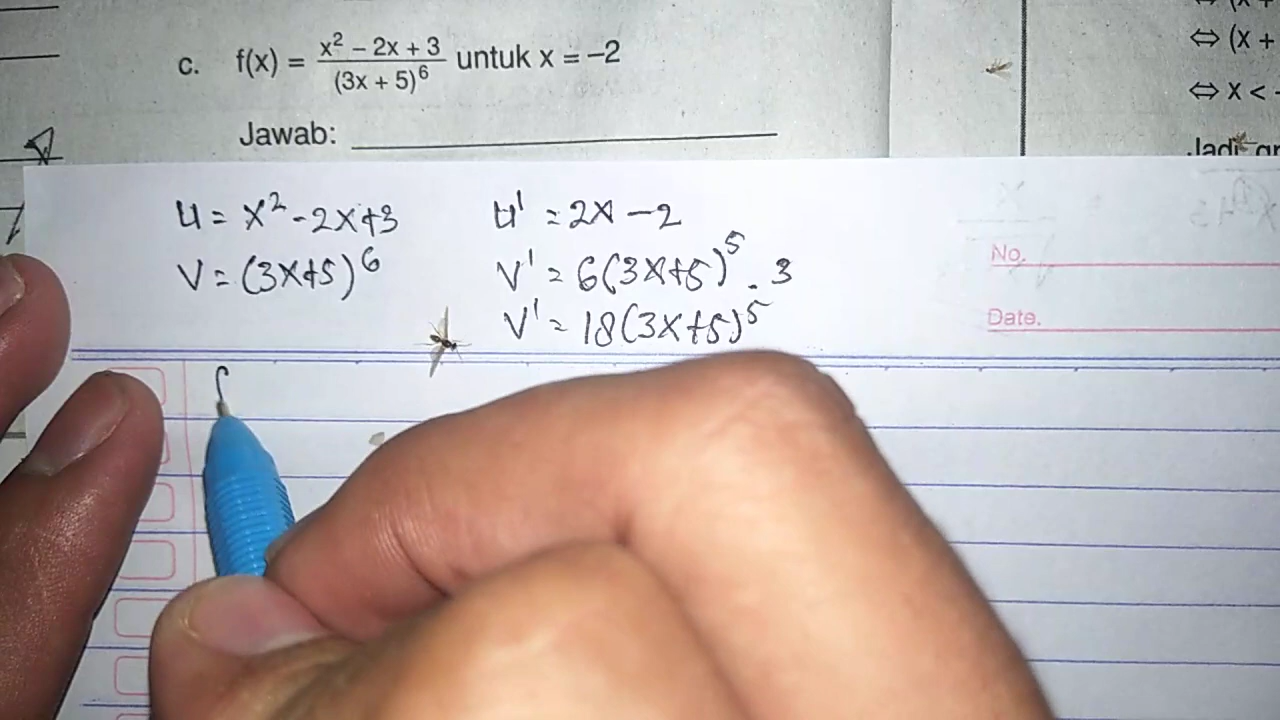 c. f(x) = x² − 2x + 3 / (3x + 5)⁶ untuk x = −2
Jawab:
⇔ (x +
⇔ x < -
Jadi gr
u = x² - 2x+3
u' = 2x - 2
v = (3x+5)⁶
v' = 6(3x+5)⁵ . 3
v' = 18(3x+5)⁵
No.
Date.
f